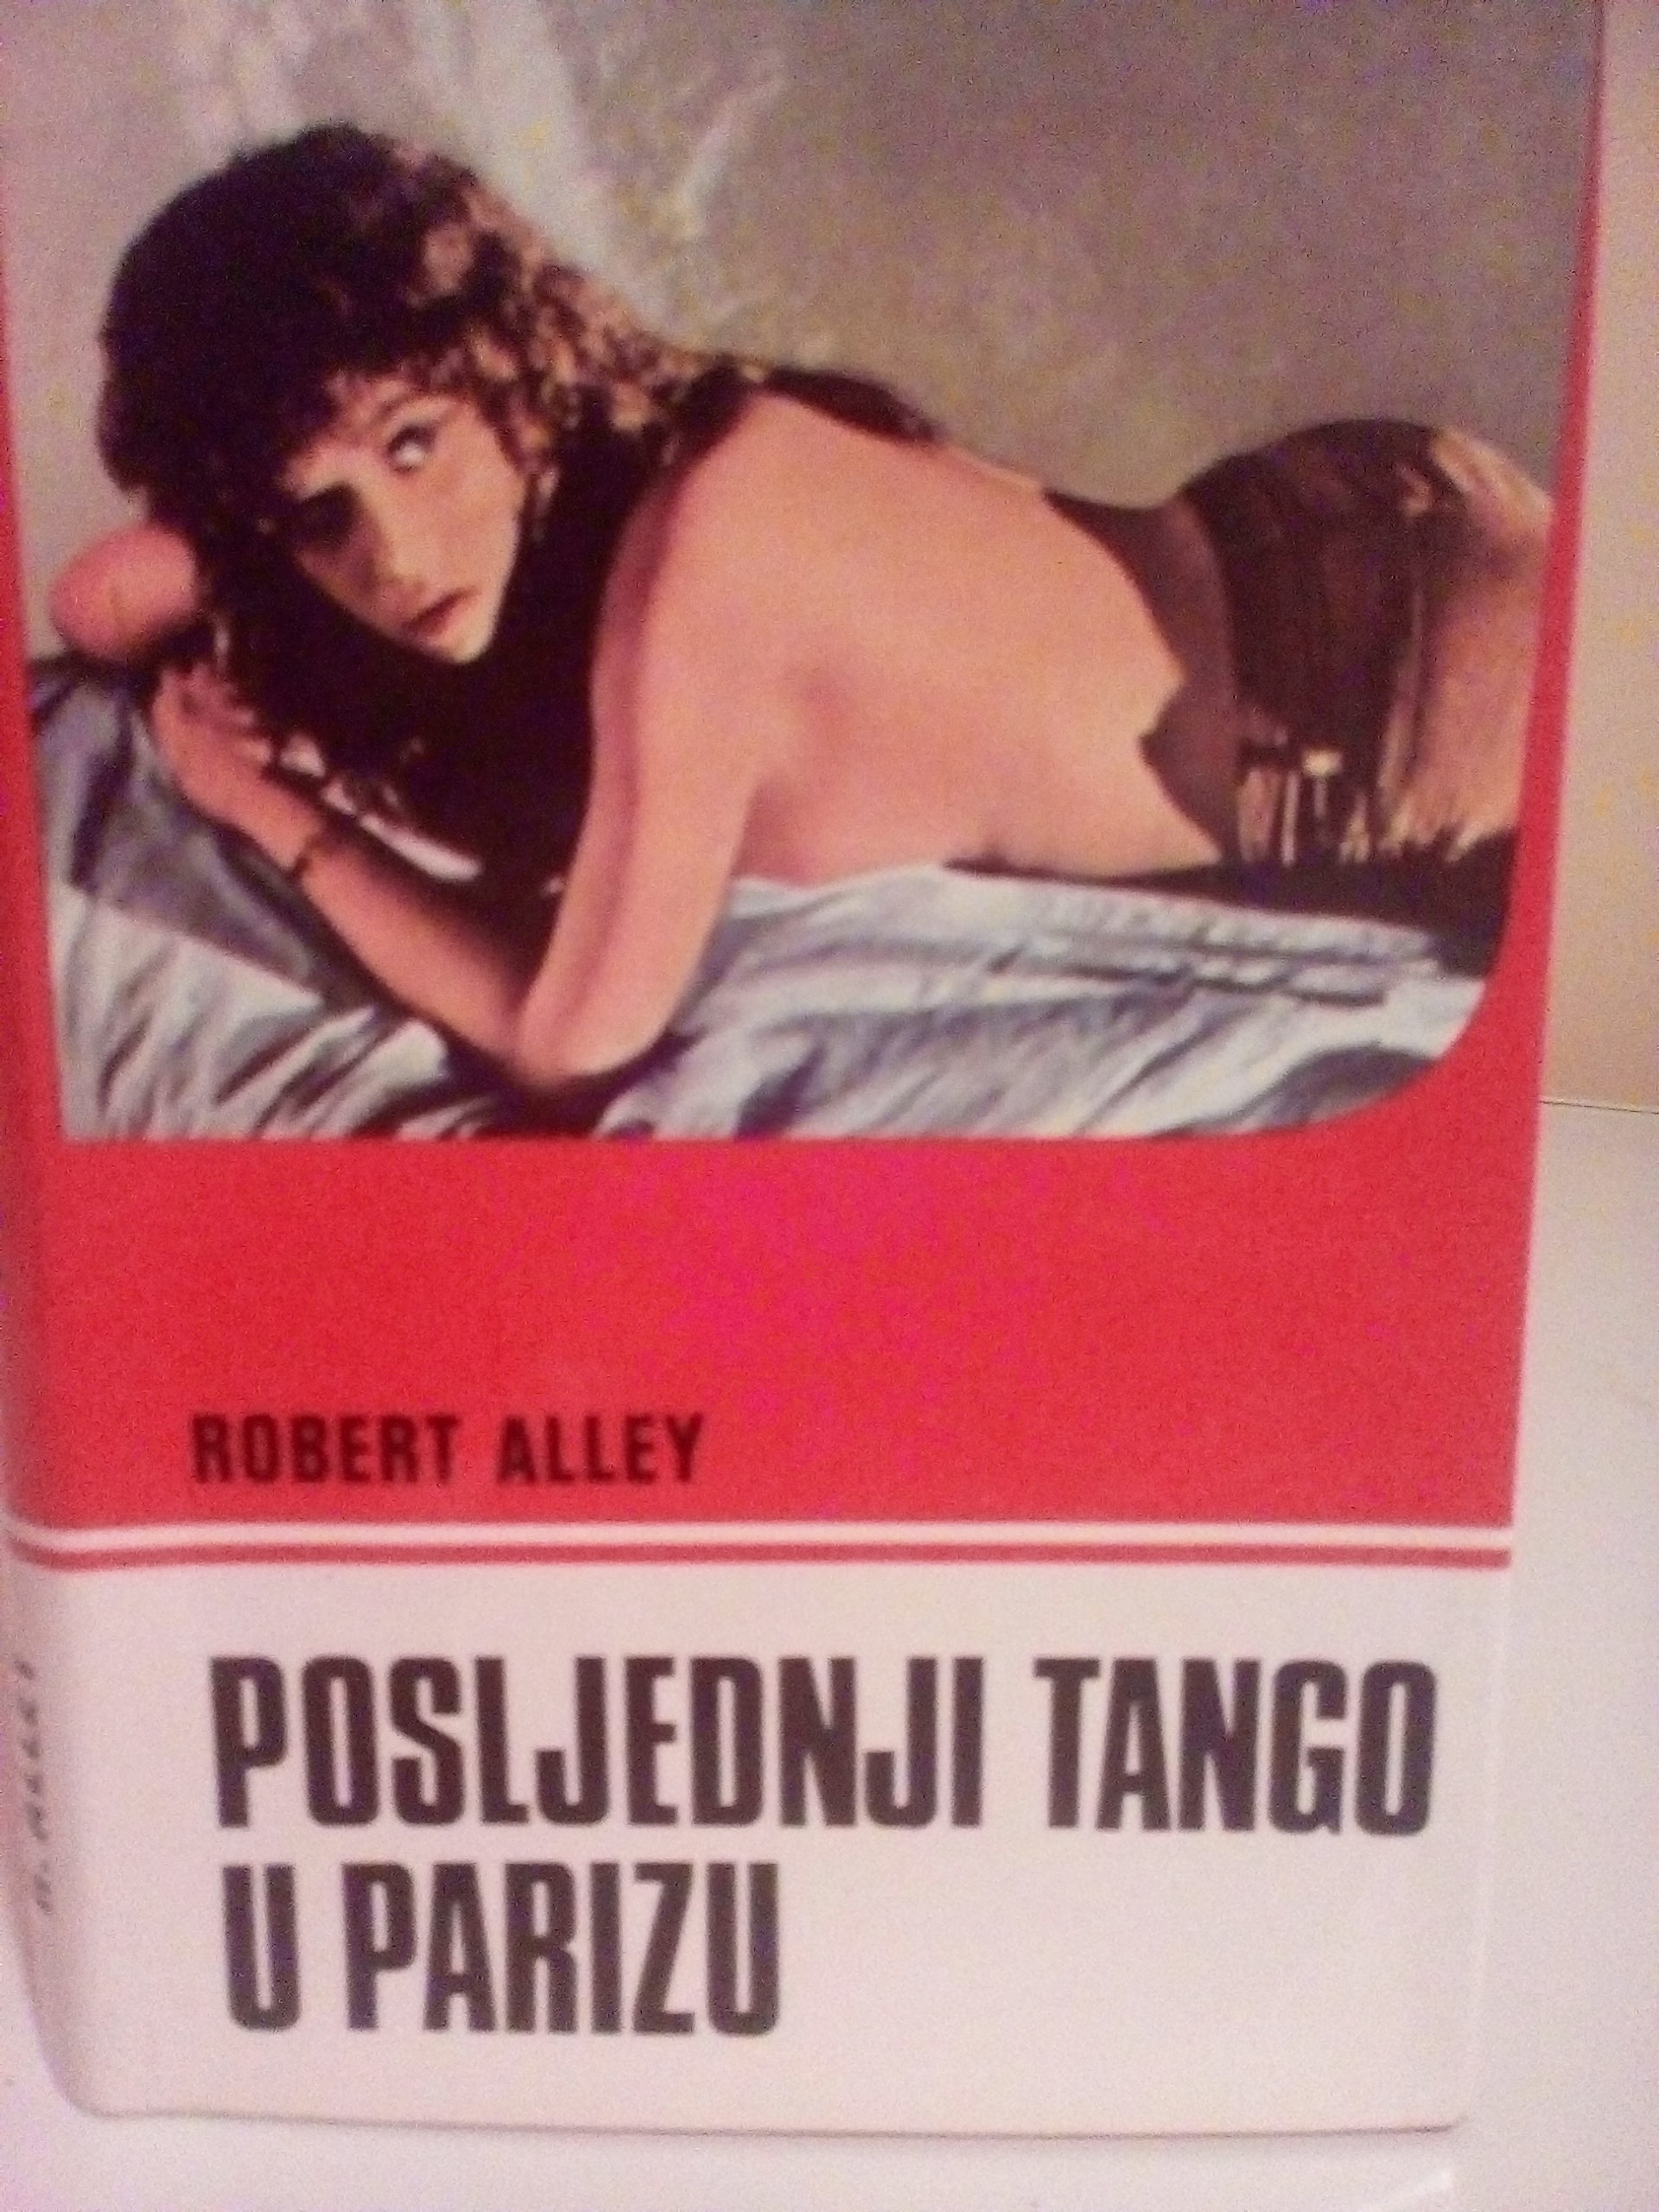 ROBERT ALLEY
POSLJEDNJI TANGO
U PARIZU